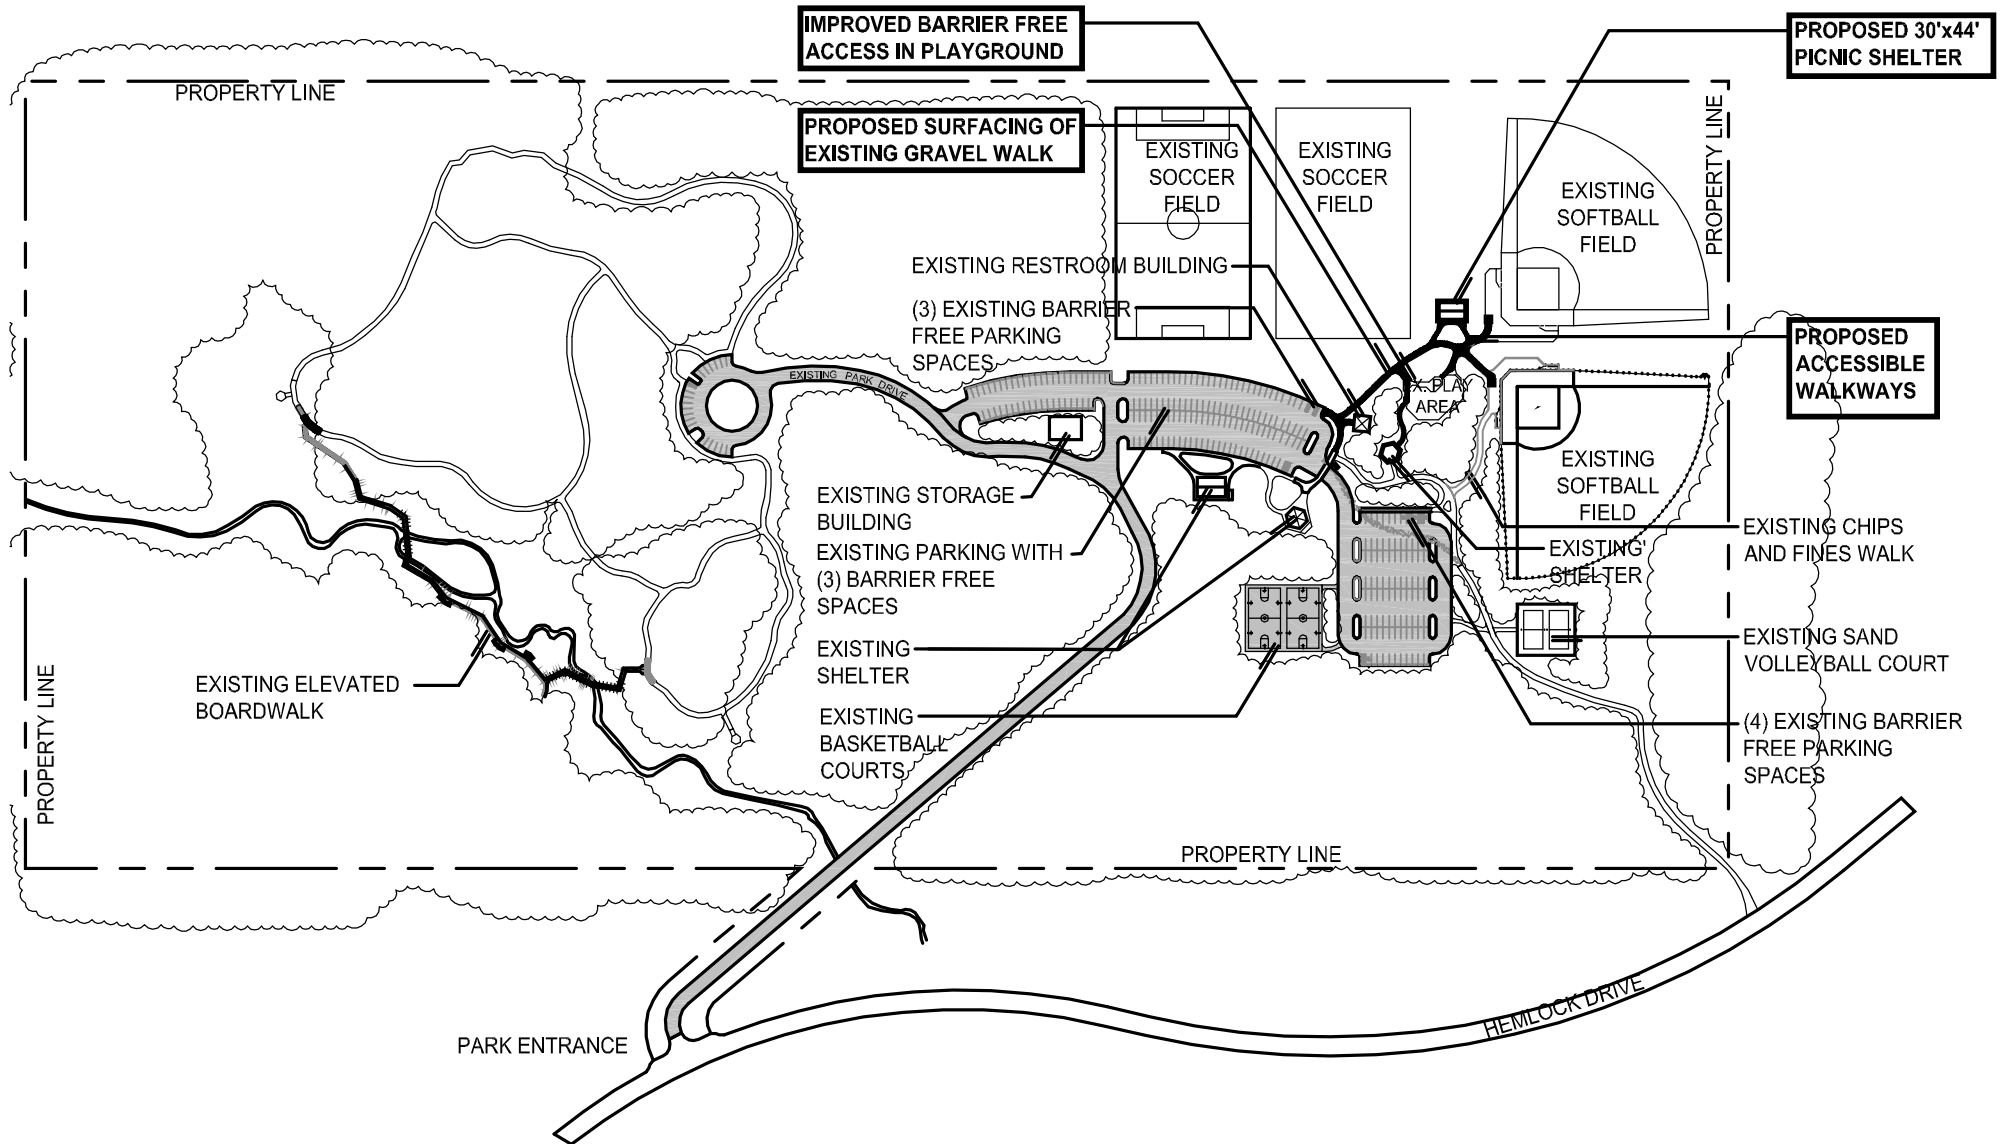 IMPROVED BARRIER FREE
ACCESS IN PLAYGROUND
PROPOSED 30'x44'
PICNIC SHELTER
PROPERTY LINE
PROPOSED SURFACING OF
EXISTING GRAVEL WALK
EXISTING
SOCCER
FIELD
EXISTING
SOCCER
FIELD
EXISTING
SOFTBALL
FIELD
PROPERTY LINE
EXISTING RESTROOM BUILDING
(3) EXISTING BARRIER
FREE PARKING
SPACES
PROPOSED
ACCESSIBLE
WALKWAYS
EXISTING PARK DRIVE
EX. PLAY
AREA
EXISTING
SOFTBALL
FIELD
EXISTING STORAGE
BUILDING
EXISTING PARKING WITH
(3) BARRIER FREE
SPACES
EXISTING'
SHELTER
EXISTING CHIPS
AND FINES WALK
EXISTING
SHELTER
EXISTING SAND
VOLLEYBALL COURT
EXISTING ELEVATED
BOARDWALK
PROPERTY LINE
EXISTING
BASKETBALL
COURTS
(4) EXISTING BARRIER
FREE PARKING
SPACES
PROPERTY LINE
HEMLOCK DRIVE
PARK ENTRANCE